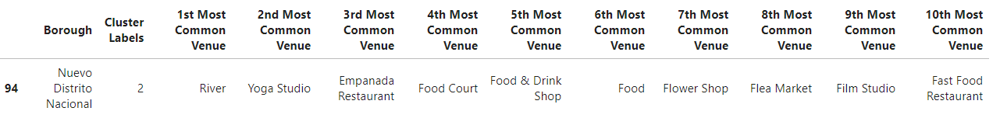 Borough Cluster Labels 1st Most Common Venue 2nd Most Common Venue 3rd Most Common Venue 4th Most Common Venue 5th Most Common Venue 6th Most Common Venue 7th Most Common Venue 8th Most Common Venue 9th Most Common Venue 10th Most Common Venue
94 Nuevo Distrito Nacional 2 River Yoga Studio Empanada Restaurant Food Court Food & Drink Shop Food Flower Shop Flea Market Film Studio Fast Food Restaurant